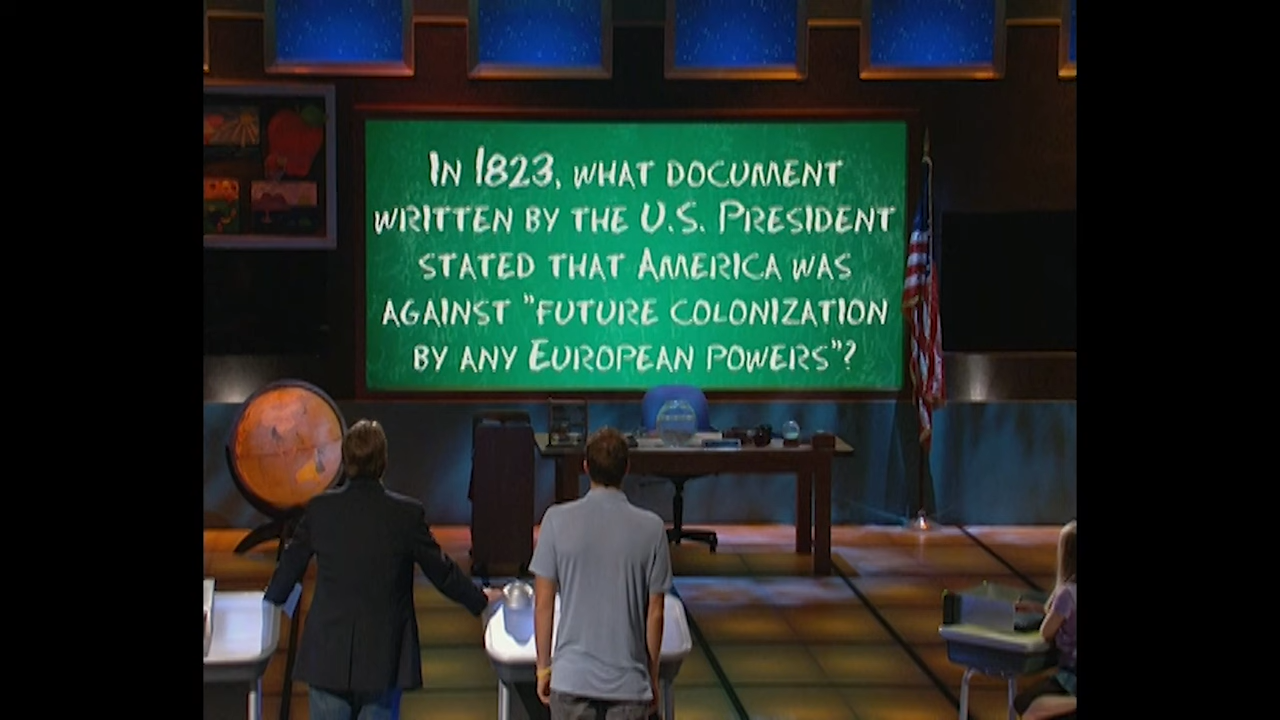 In 1823, what document
written by the U.S. President
stated that America was
against "future colonization
by any European powers"?